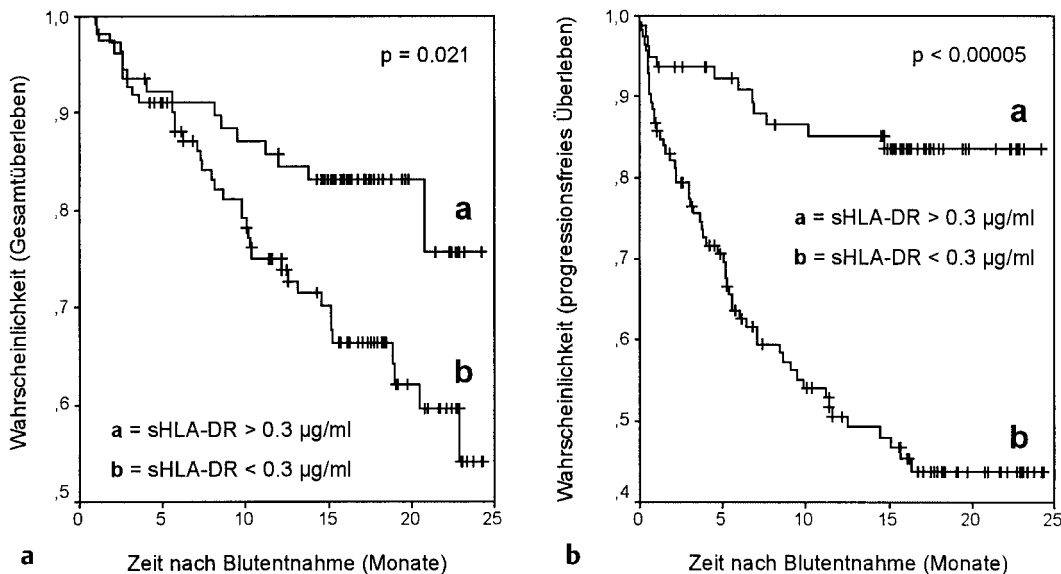 Wahrscheinlichkeit (Gesamtüberleben)
1,0
,9
,8
,7
,6
,5
p = 0.021
a
b
a = sHLA-DR > 0.3 µg/ml
b = sHLA-DR < 0.3 µg/ml
0 5 10 15 20 25
a Zeit nach Blutentnahme (Monate)
Wahrscheinlichkeit (progressionsfreies Überleben)
1,0
,9
,8
,7
,6
,5
,4
p < 0.00005
a
a = sHLA-DR > 0.3 µg/ml
b = sHLA-DR < 0.3 µg/ml
b
0 5 10 15 20 25
b Zeit nach Blutentnahme (Monate)